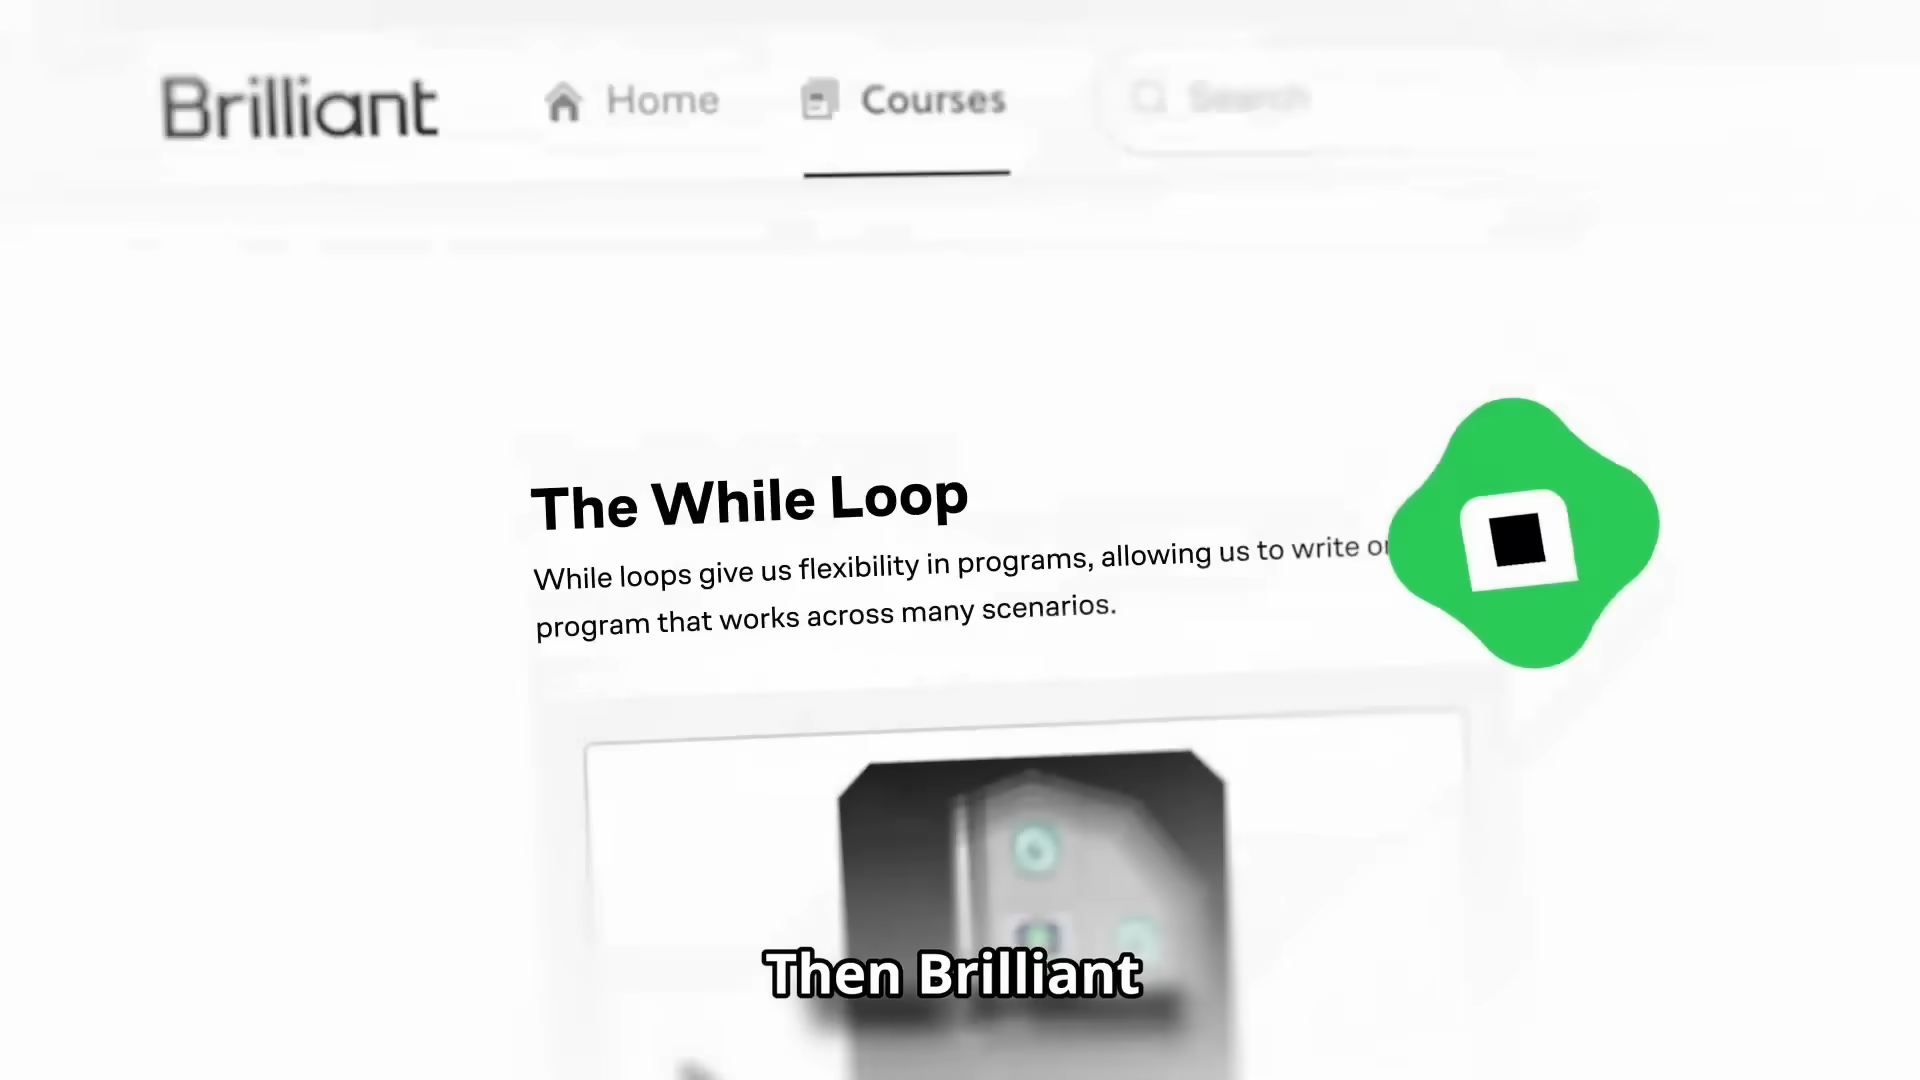 Brilliant
Home
Courses
Search
The While Loop
While loops give us flexibility in programs, allowing us to write
program that works across many scenarios.
Then Brilliant